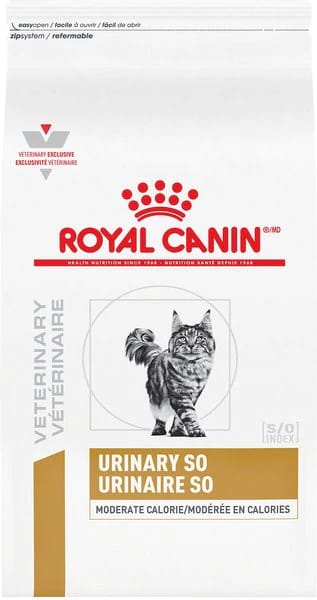 easyopen / facile à ouvrir / fácil de abrir
zipsystem / refermable
VETERINARY EXCLUSIVE
EXCLUSIVITÉ VÉTÉRINAIRE
ROYAL CANIN®/MD
HEALTH NUTRITION SINCE 1968 - NUTRITION SANTÉ DEPUIS 1968
VETERINARY
VÉTÉRINAIRE
S/O
INDEX
URINARY SO
URINAIRE SO
MODERATE CALORIE/MODÉRÉE EN CALORIES